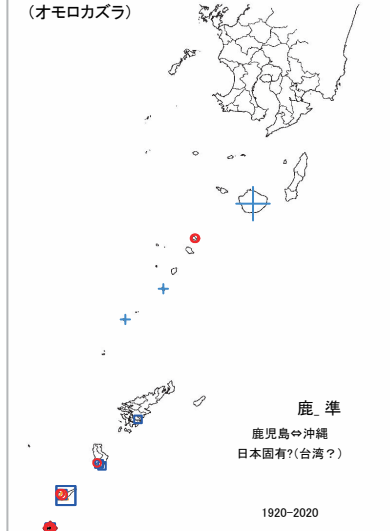 (オモロカズラ)
鹿_ 準
鹿児島⇔沖縄
日本固有?(台湾？)
1920-2020